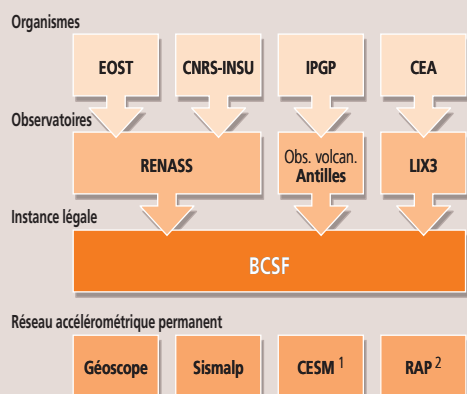 Organismes
EOST CNRS-INSU IPGP CEA
Observatoires
RENASS Obs. volcan. Antilles LIX3
Instance légale
BCSF
Réseau accélérométrique permanent
Géoscope Sismalp CESM 1 RAP 2